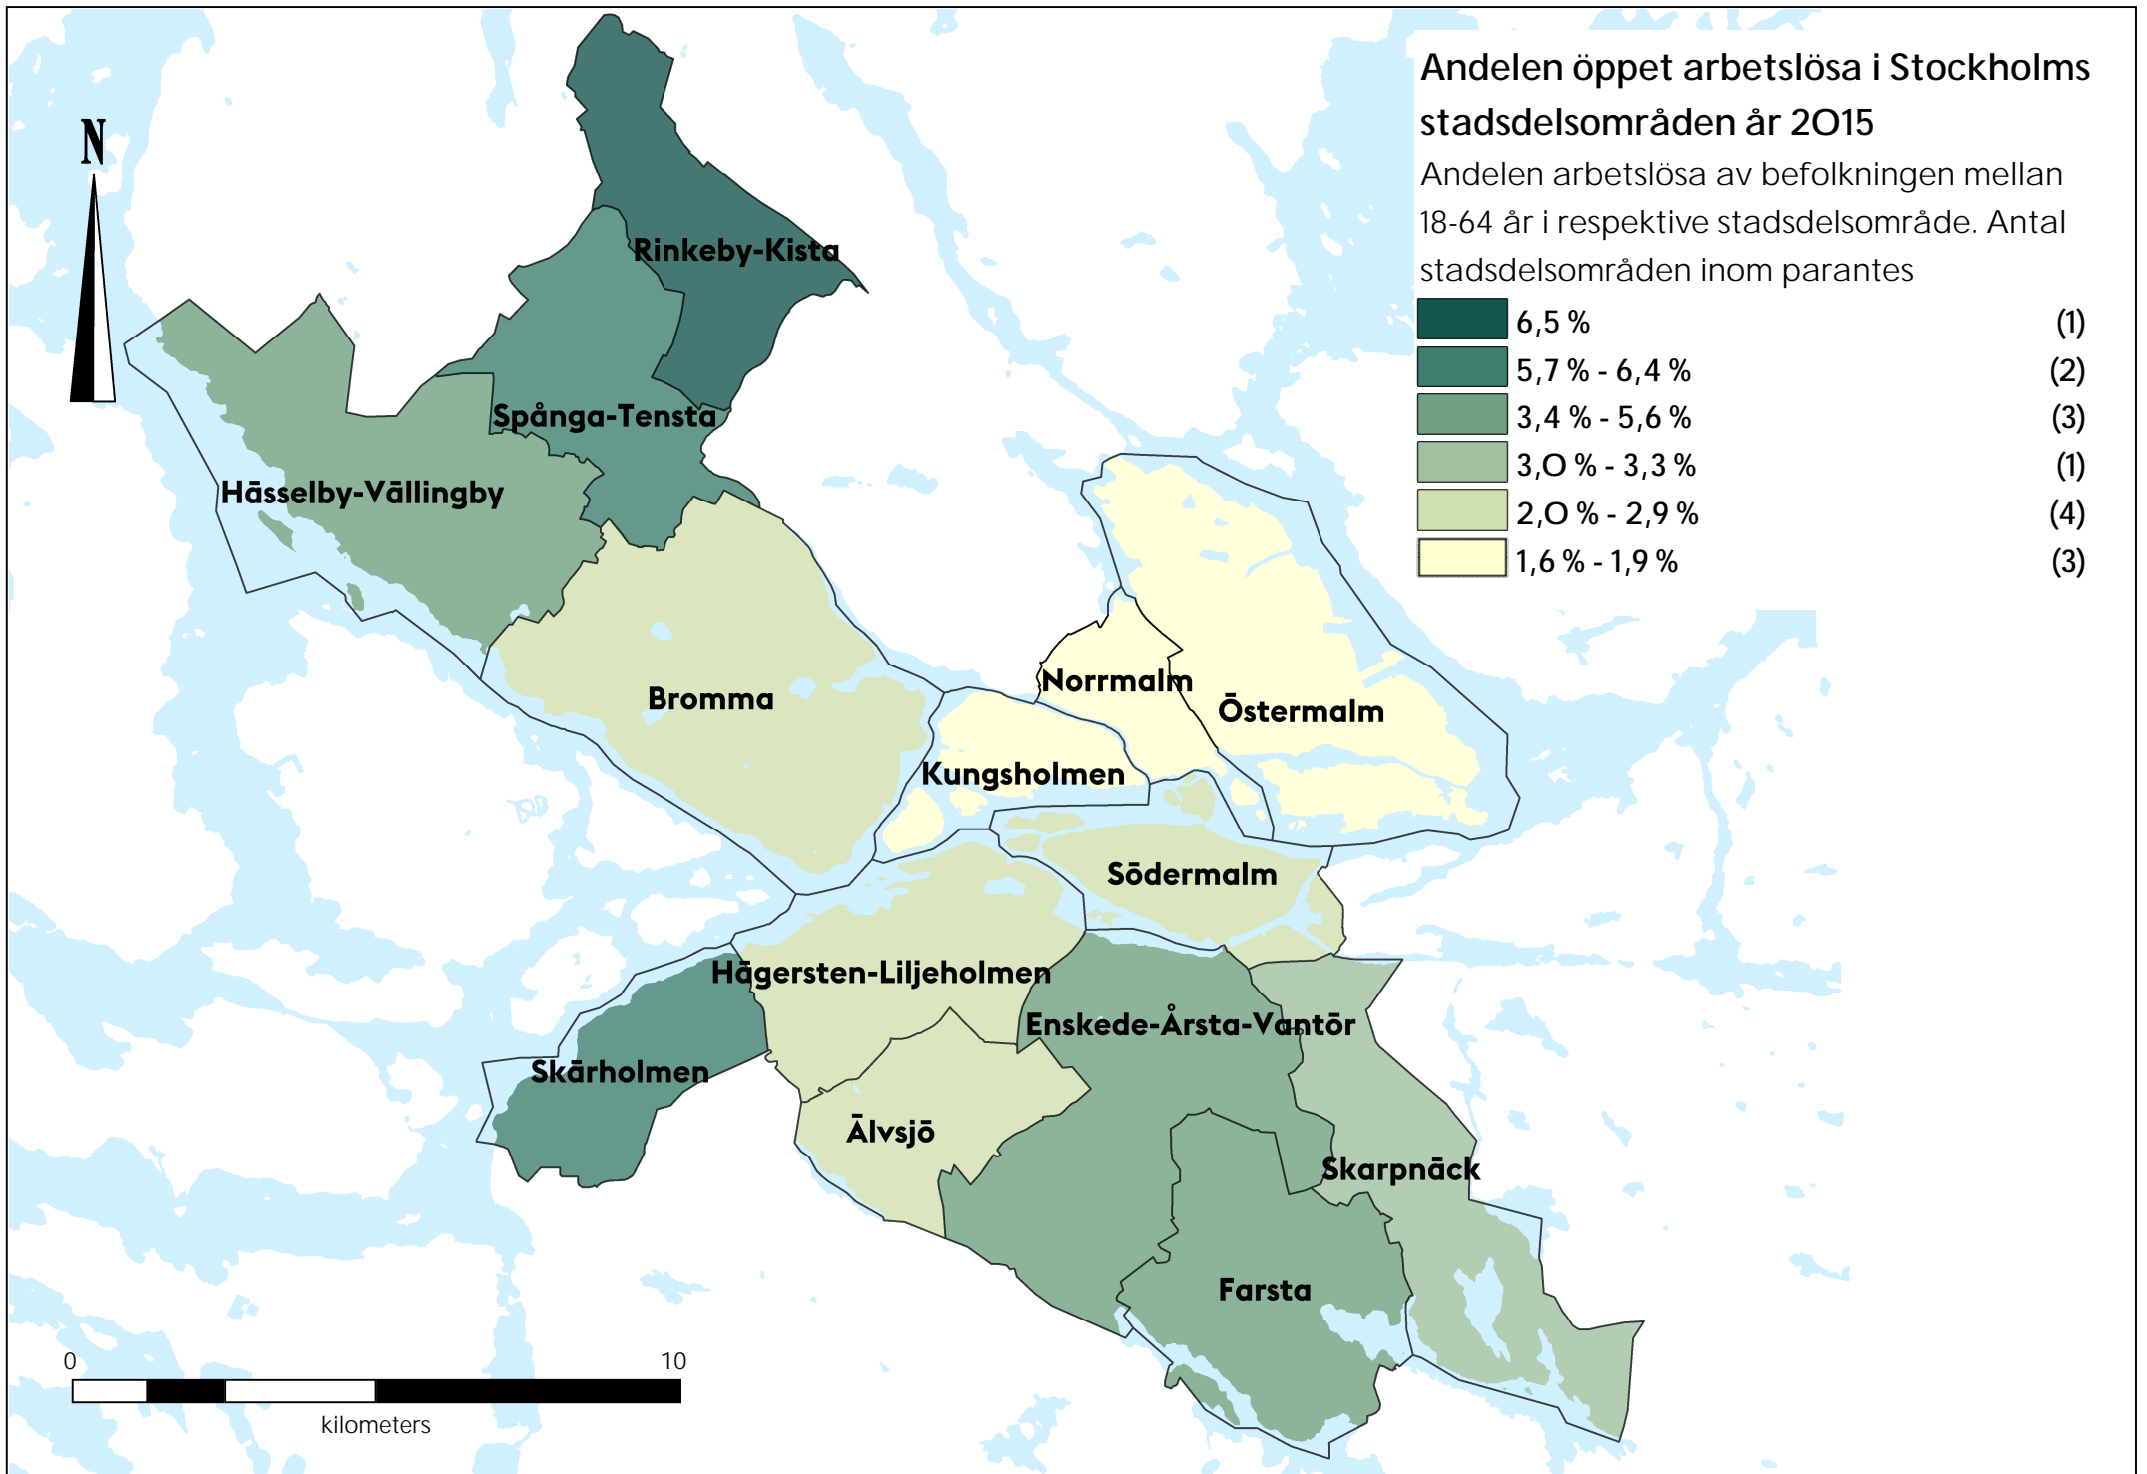 Andelen öppet arbetslösa i Stockholms
stadsdelsområden år 2015
Andelen arbetslösa av befolkningen mellan
18-64 år i respektive stadsdelsområde. Antal
stadsdelsområden inom parantes
6,5 % (1)
5,7 % - 6,4 % (2)
3,4 % - 5,6 % (3)
3,0 % - 3,3 % (1)
2,0 % - 2,9 % (4)
1,6 % - 1,9 % (3)
N
Rinkeby-Kista
Spånga-Tensta
Hässelby-Vällingby
Bromma
Norrmalm
Östermalm
Kungsholmen
Södermalm
Hägersten-Liljeholmen
Enskede-Årsta-Vantör
Skärholmen
Älvsjö
Skarpnäck
Farsta
0 10
kilometers